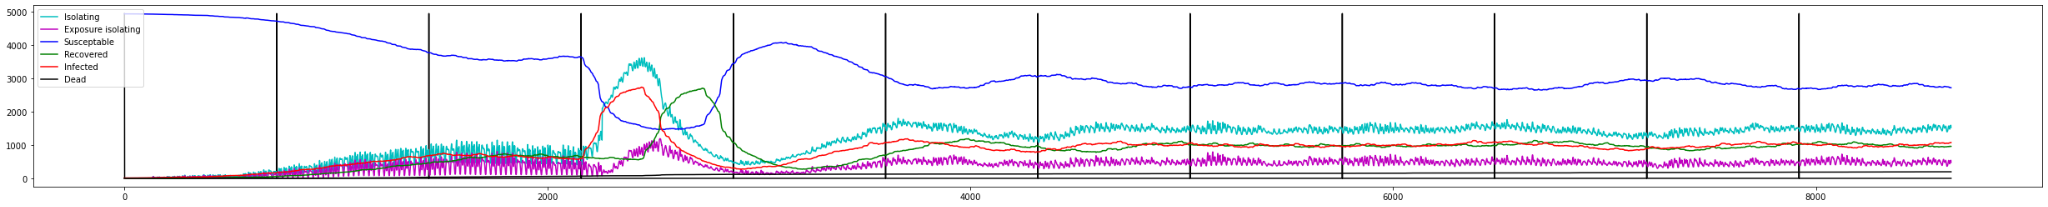 5000
4000
3000
2000
1000
0
Isolating
Exposure isolating
Susceptable
Recovered
Infected
Dead
0
2000
4000
6000
8000